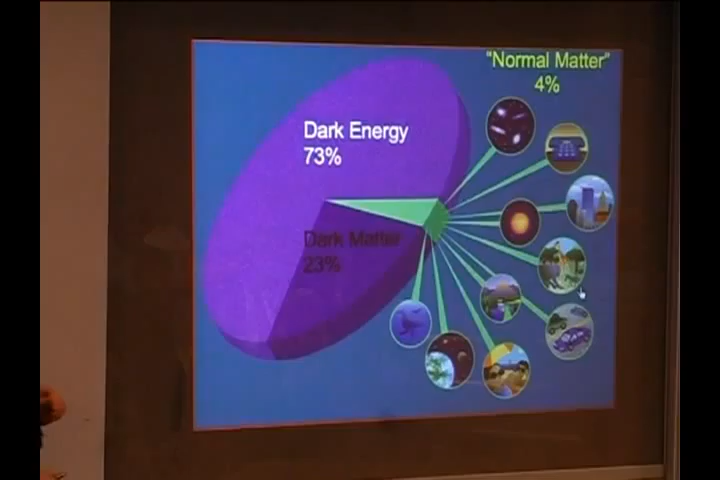 "Normal Matter"
4%
Dark Energy
73%
Dark Matter
23%